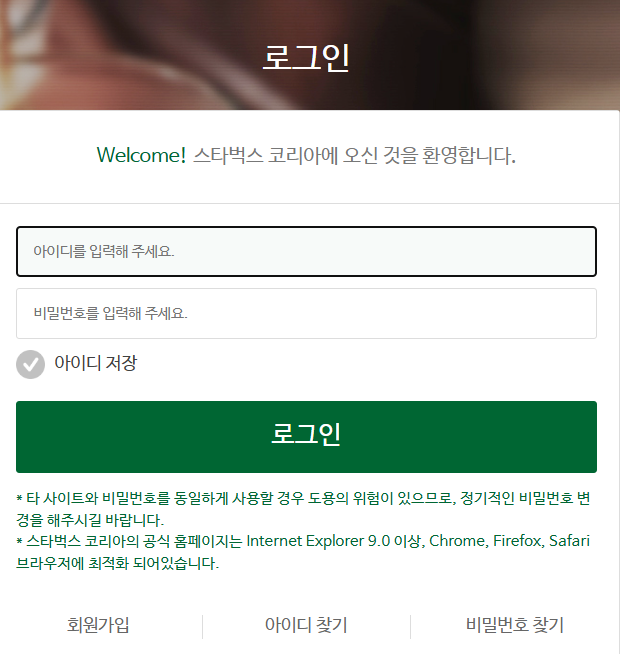 로그인
Welcome! 스타벅스 코리아에 오신 것을 환영합니다.
아이디를 입력해 주세요.
비밀번호를 입력해 주세요.
아이디 저장
로그인
* 타 사이트와 비밀번호를 동일하게 사용할 경우 도용의 위험이 있으므로, 정기적인 비밀번호 변
경을 해주시길 바랍니다.
* 스타벅스 코리아의 공식 홈페이지는 Internet Explorer 9.0 이상, Chrome, Firefox, Safari
브라우저에 최적화 되어있습니다.
회원가입 아이디 찾기 비밀번호 찾기